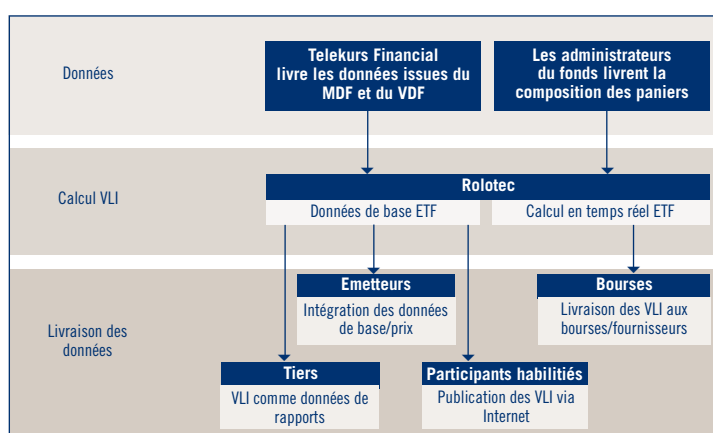 Données
Telekurs Financial
livre les données issues du
MDF et du VDF
Les administrateurs
du fonds livrent la
composition des paniers
Calcul VLI
Rolotec
Données de base ETF
Calcul en temps réel ETF
Livraison des
données
Emetteurs
Intégration des données
de base/prix
Bourses
Livraison des VLI aux
bourses/fournisseurs
Tiers
VLI comme données de
rapports
Participants habilitiés
Publication des VLI via
Internet